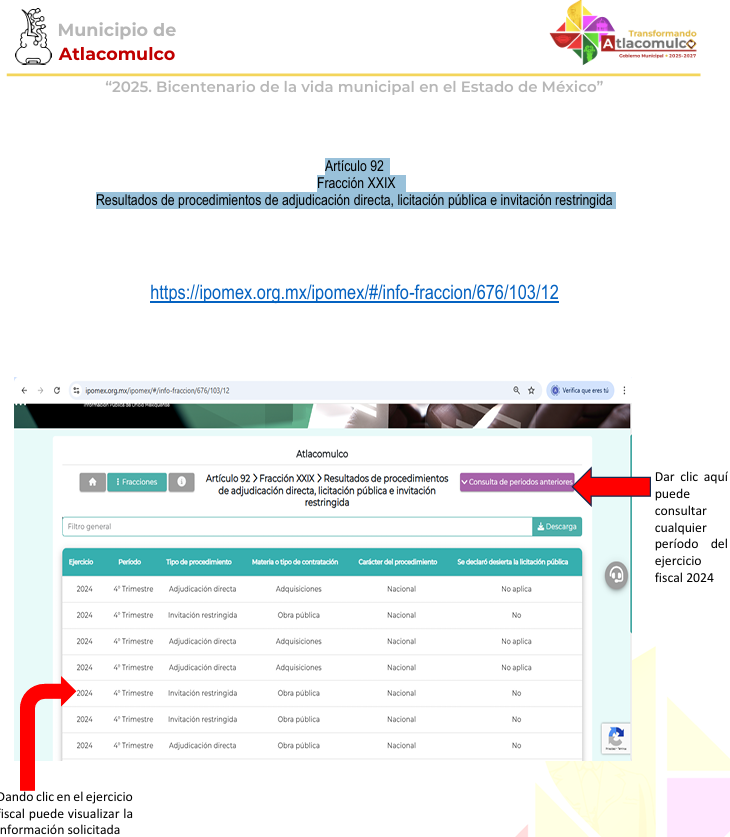 Municipio de
Atlacomulco
Transformando
Atlacomulco
Gobierno Municipal - 2025-2027
“2025. Bicentenario de la vida municipal en el Estado de México”
Artículo 92
Fracción XXIX
Resultados de procedimientos de adjudicación directa, licitación pública e invitación restringida
https://ipomex.org.mx/ipomex/#/info-fraccion/676/103/12
ipomex.org.mx/ipomex/#/info-fraccion/676/103/12
Verifica que eres tú
Información Pública de Oficio Mexiquense
Atlacomulco
Fracciones
Artículo 92 > Fracción XXIX > Resultados de procedimientos
de adjudicación directa, licitación pública e invitación
restringida
Consulta de periodos anteriores
Filtro general
Descarga
Ejercicio Periodo Tipo de procedimiento Materia o tipo de contratación Carácter del procedimiento Se declaró desierta la licitación pública
2024 4° Trimestre Adjudicación directa Adquisiciones Nacional No aplica
2024 4° Trimestre Invitación restringida Obra pública Nacional No
2024 4° Trimestre Adjudicación directa Adquisiciones Nacional No aplica
2024 4° Trimestre Adjudicación directa Adquisiciones Nacional No aplica
2024 4° Trimestre Invitación restringida Obra pública Nacional No
2024 4° Trimestre Invitación restringida Obra pública Nacional No
2024 4° Trimestre Adjudicación directa Obra pública Nacional No
Dar clic aquí
puede
consultar
cualquier
período del
ejercicio
fiscal 2024
Dando clic en el ejercicio
fiscal puede visualizar la
información solicitada